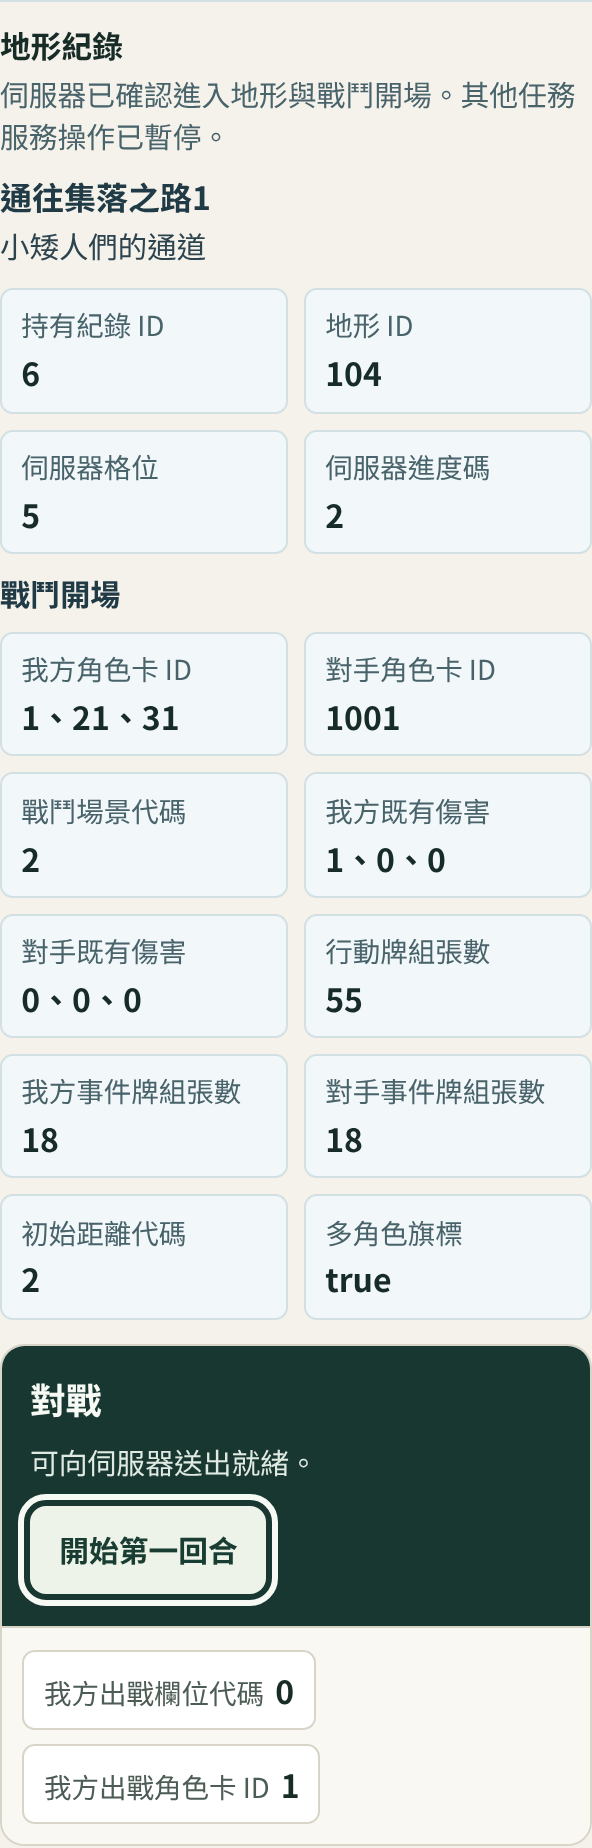 地形紀錄
伺服器已確認進入地形與戰鬥開場。其他任務
服務操作已暫停。
通往集落之路1
小矮人們的通道
持有紀錄 ID
6
地形 ID
104
伺服器格位
5
伺服器進度碼
2
戰鬥開場
我方角色卡 ID
1、21、31
對手角色卡 ID
1001
戰鬥場景代碼
2
我方既有傷害
1、0、0
對手既有傷害
0、0、0
行動牌組張數
55
我方事件牌組張數
18
對手事件牌組張數
18
初始距離代碼
2
多角色旗標
true
對戰
可向伺服器送出就緒。
開始第一回合
我方出戰欄位代碼 0
我方出戰角色卡 ID 1